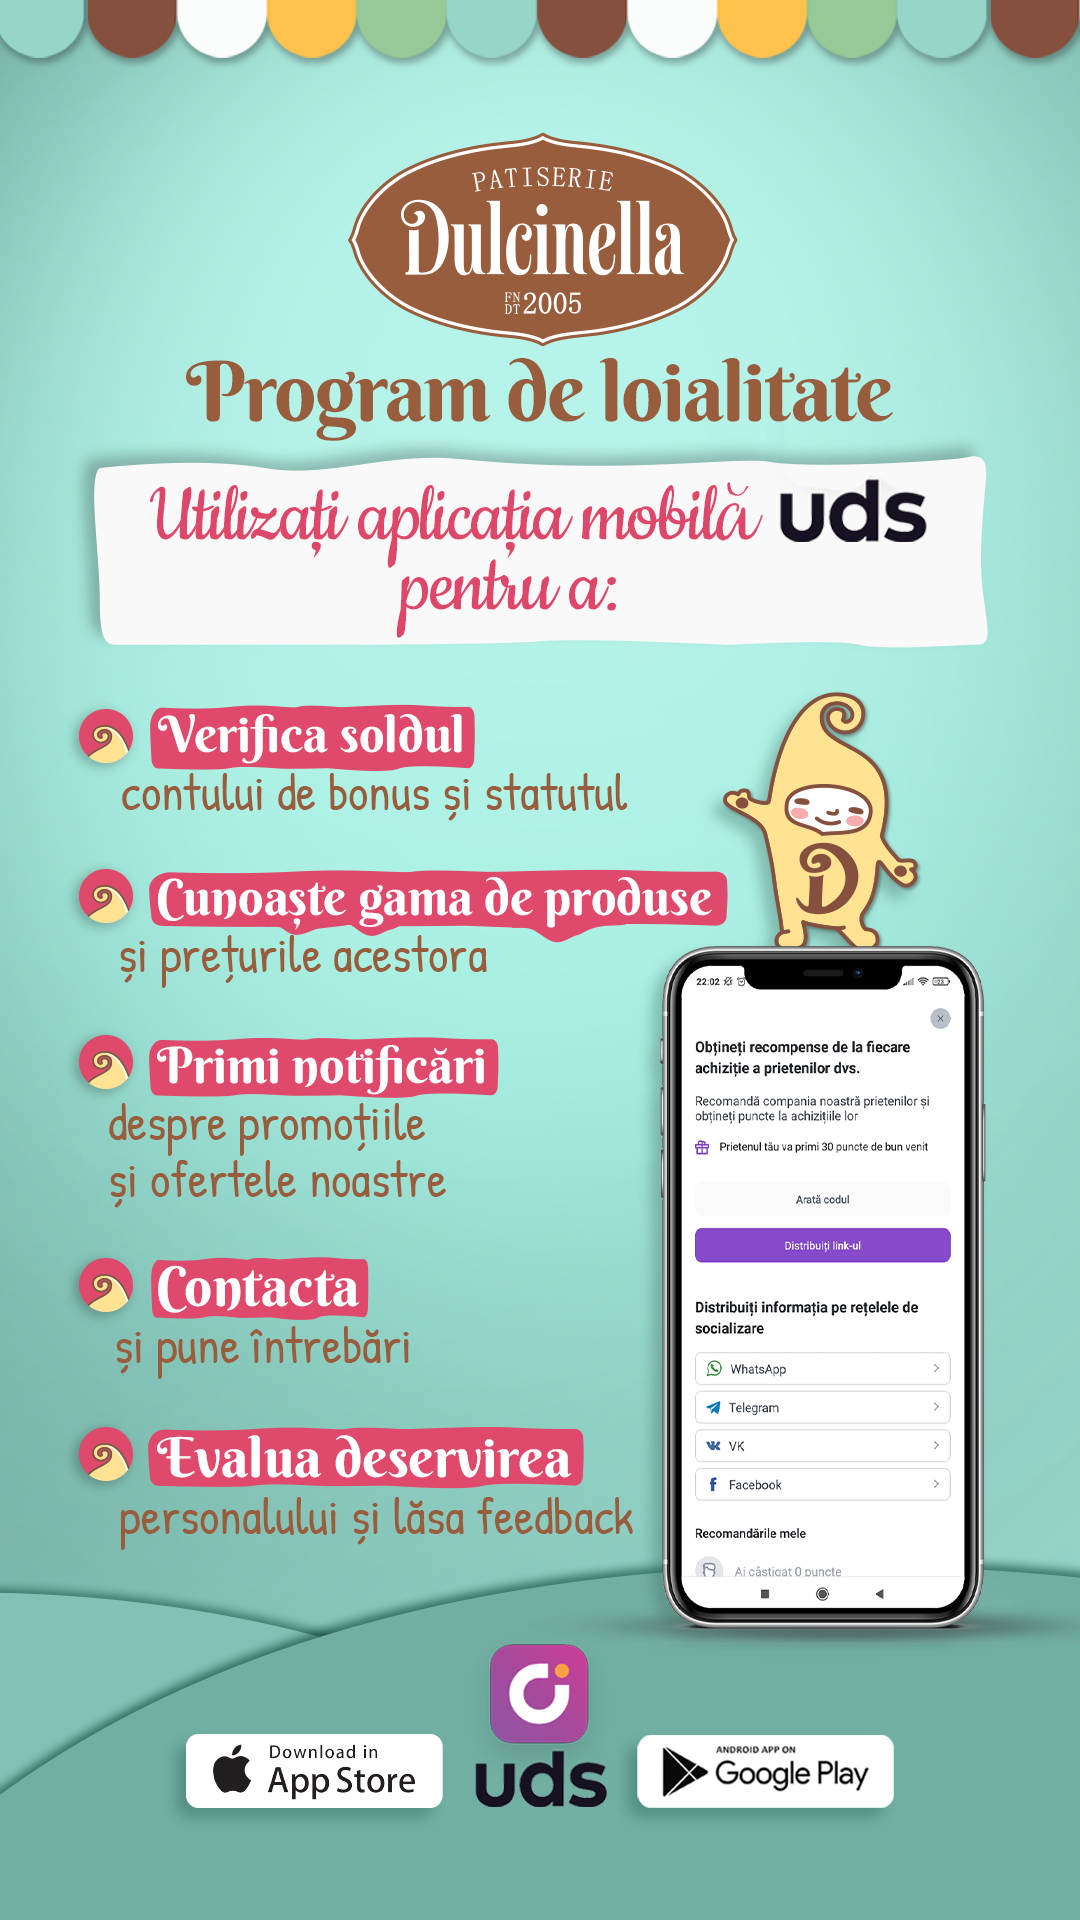 PATISERIE
Dulcinella
FNDT 2005
Program de loialitate
Utilizați aplicația mobilă uds
pentru a:
Verifica soldul
contului de bonus și statutul
Cunoaște gama de produse
și prețurile acestora
Primi notificări
despre promoțiile
și ofertele noastre
Contacta
și pune întrebări
Evalua deservirea
personalului și lăsa feedback
D
22:02
Obțineți recompense de la fiecare
achiziție a prietenilor dvs.
Recomandă compania noastră prietenilor și
obțineți puncte la achizițiile lor
Prietenul tău va primi 30 puncte de bun venit
Arată codul
Distribuiți link-ul
Distribuiți informația pe rețelele de
socializare
WhatsApp
Telegram
VK
Facebook
Recomandările mele
Ai câștigat 0 puncte
Download in
App Store
uds
ANDROID APP ON
Google Play